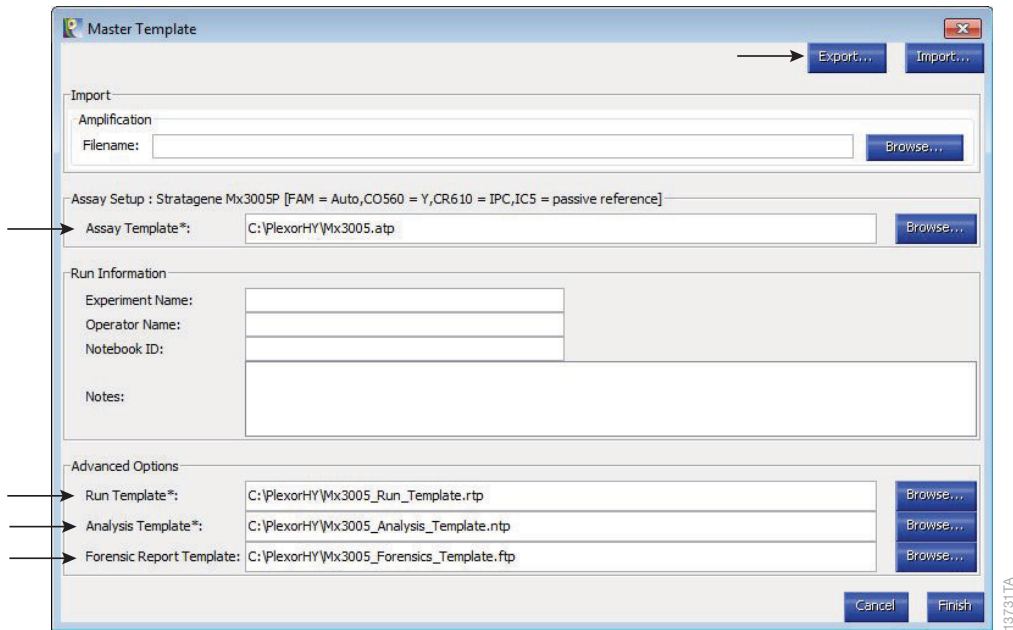 Master Template
Export... Import...
Import
Amplification
Filename: Browse...
Assay Setup : Stratagene Mx3005P [FAM = Auto,CO560 = Y,CR610 = IPC,IC5 = passive reference]
Assay Template*: C:\PlexorHY\Mx3005.atp Browse...
Run Information
Experiment Name:
Operator Name:
Notebook ID:
Notes:
Advanced Options
Run Template*: C:\PlexorHY\Mx3005_Run_Template.rtp Browse...
Analysis Template*: C:\PlexorHY\Mx3005_Analysis_Template.ntp Browse...
Forensic Report Template: C:\PlexorHY\Mx3005_Forensics_Template.ftp Browse...
Cancel Finish
13731TA